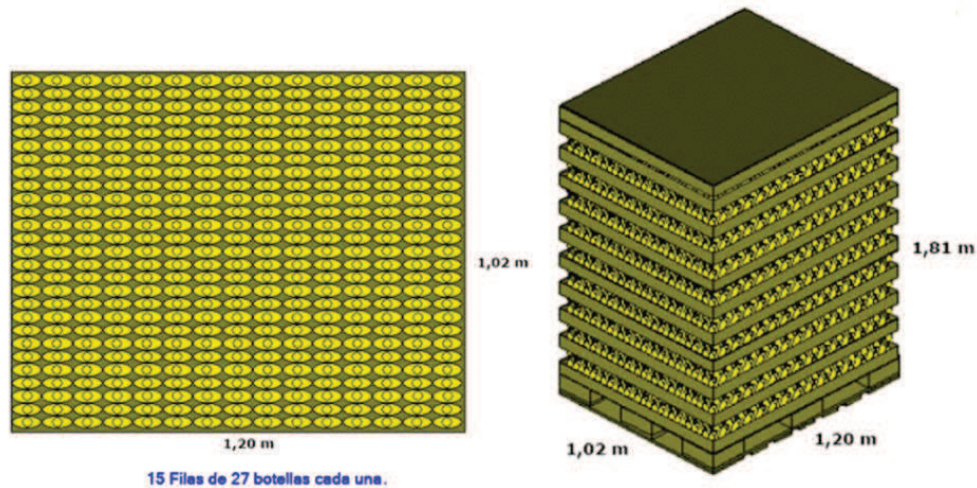 1,02 m
1,20 m
15 Filas de 27 botellas cada una.
1,81 m
1,02 m
1,20 m